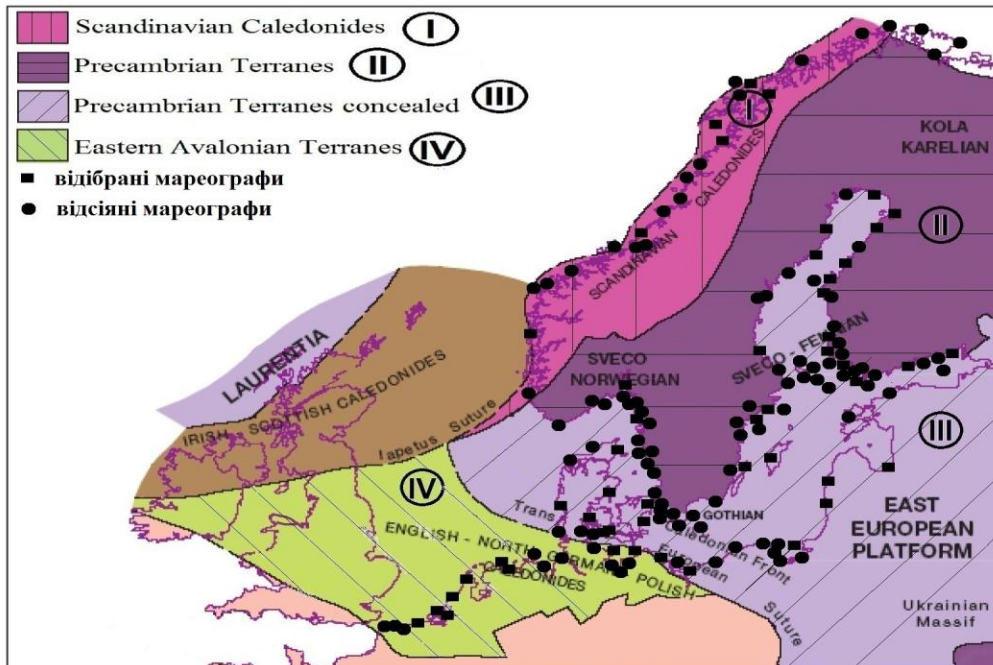 Scandinavian Caledonides I
Precambrian Terranes II
Precambrian Terranes concealed III
Eastern Avalonian Terranes IV
відібрані мареографи
відсіяні мареографи
I
KOLA
KARELIAN
CALEDONIDES
SCANDINAVIAN
II
LAURENTIA
SVECO
NORWEGIAN
SVECO - FENNIAN
IRISH - SCOTTISH CALEDONIDES
Iapetus Suture
III
IV
Trans
European
Suture
GOTHIAN
Caledonian Front
ENGLISH - NORTH GERMAN - POLISH
CALEDONIDES
EAST
EUROPEAN
PLATFORM
Ukrainian
Massif